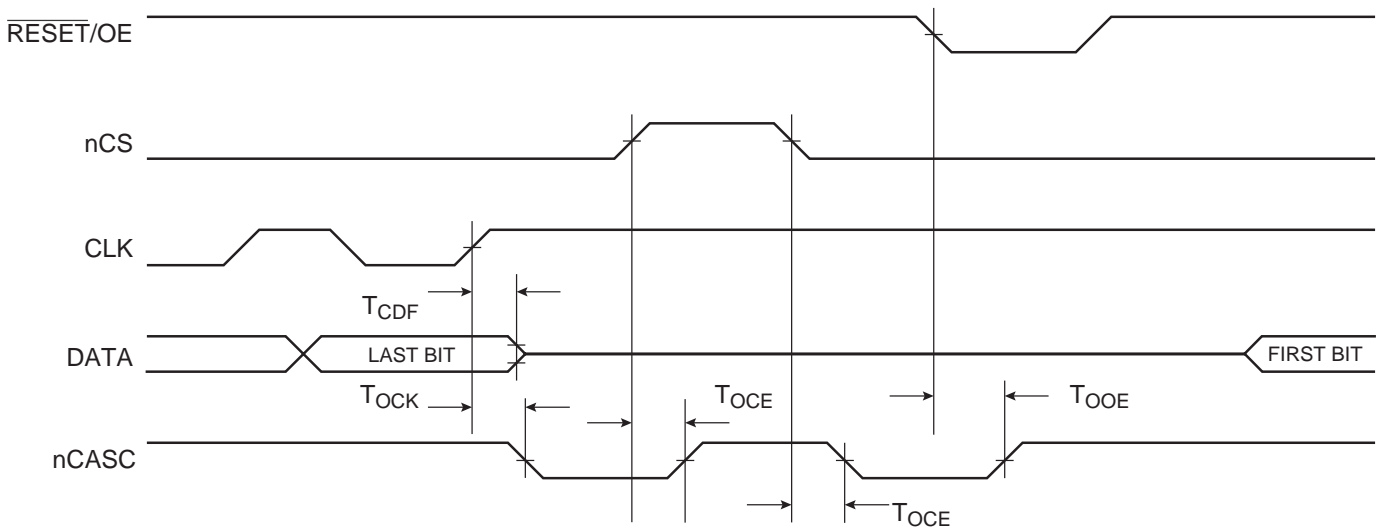 RESET/OE
nCS
CLK
TCDF
DATA
LAST BIT
FIRST BIT
TOCK
TOCE
TOOE
nCASC
TOCE